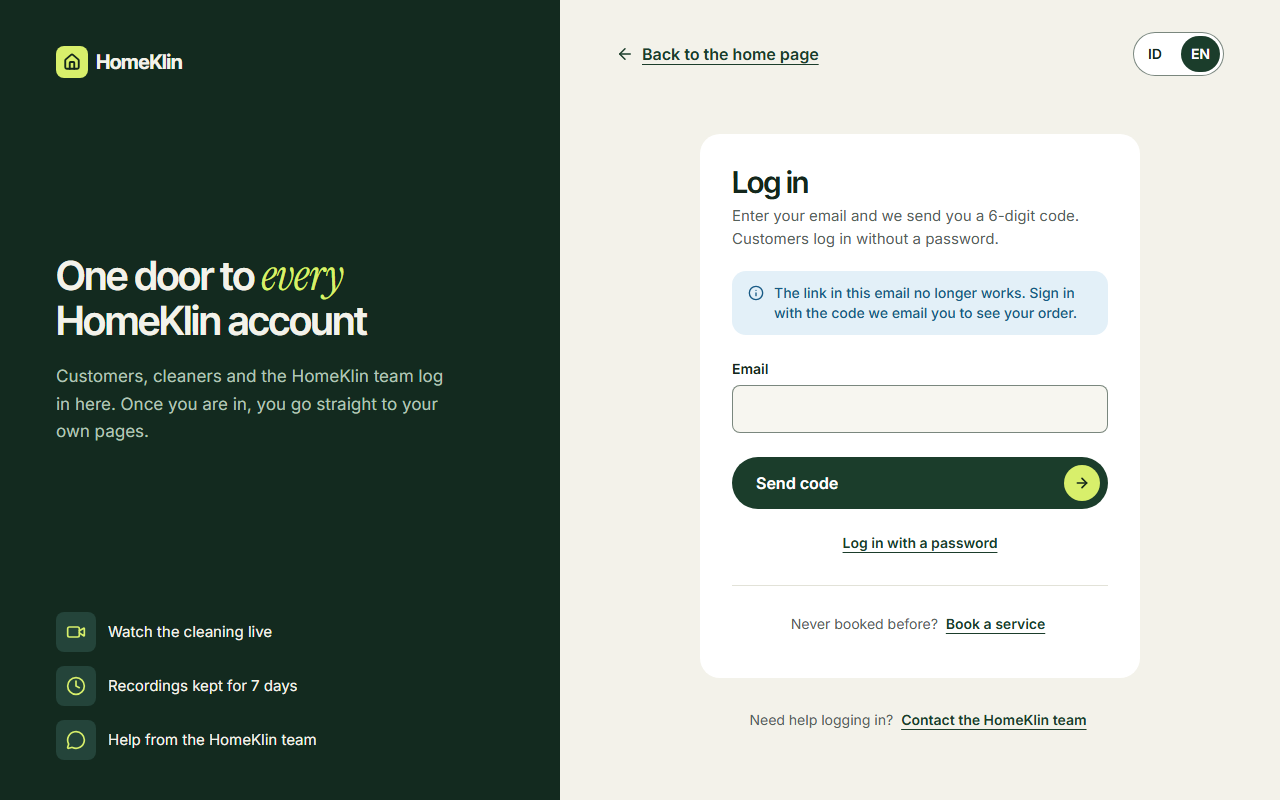 HomeKlin
One door to every
HomeKlin account
Customers, cleaners and the HomeKlin team log
in here. Once you are in, you go straight to your
own pages.
Watch the cleaning live
Recordings kept for 7 days
Help from the HomeKlin team
Back to the home page
ID EN
Log in
Enter your email and we send you a 6-digit code.
Customers log in without a password.
The link in this email no longer works. Sign in
with the code we email you to see your order.
Email
Send code
Log in with a password
Never booked before? Book a service
Need help logging in? Contact the HomeKlin team